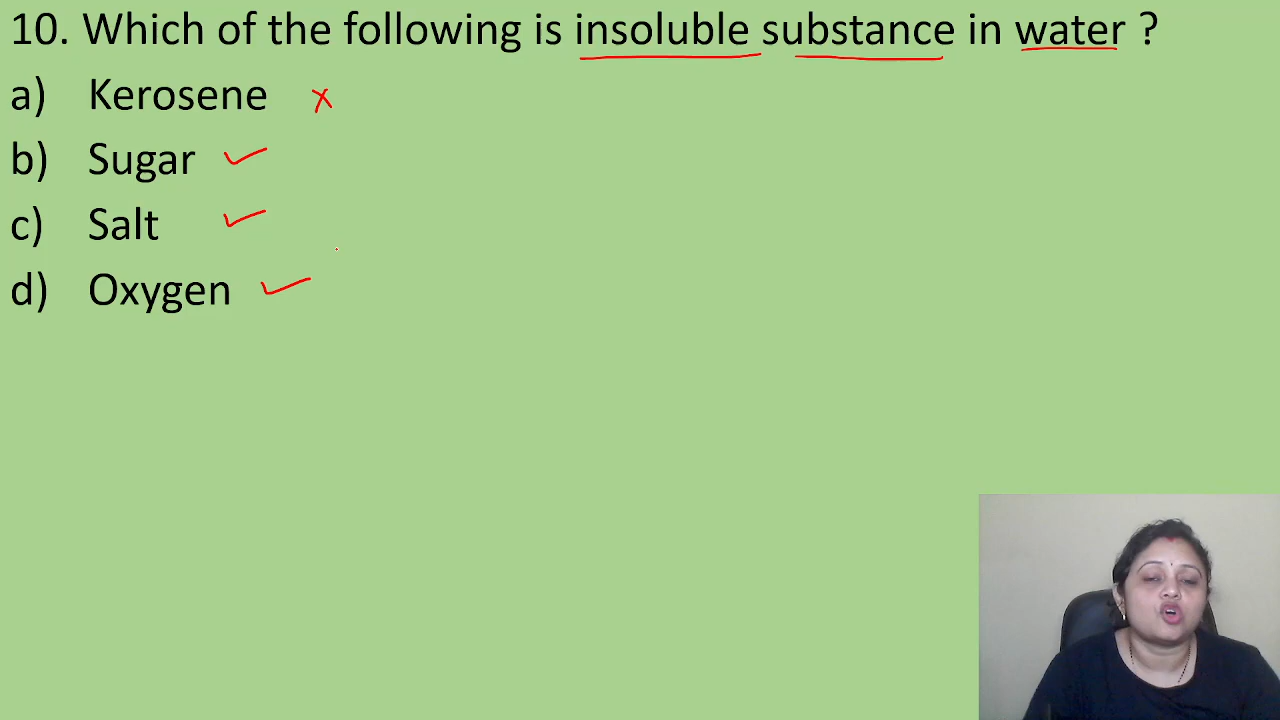 10. Which of the following is insoluble substance in water ?
a) Kerosene
b) Sugar
c) Salt
d) Oxygen